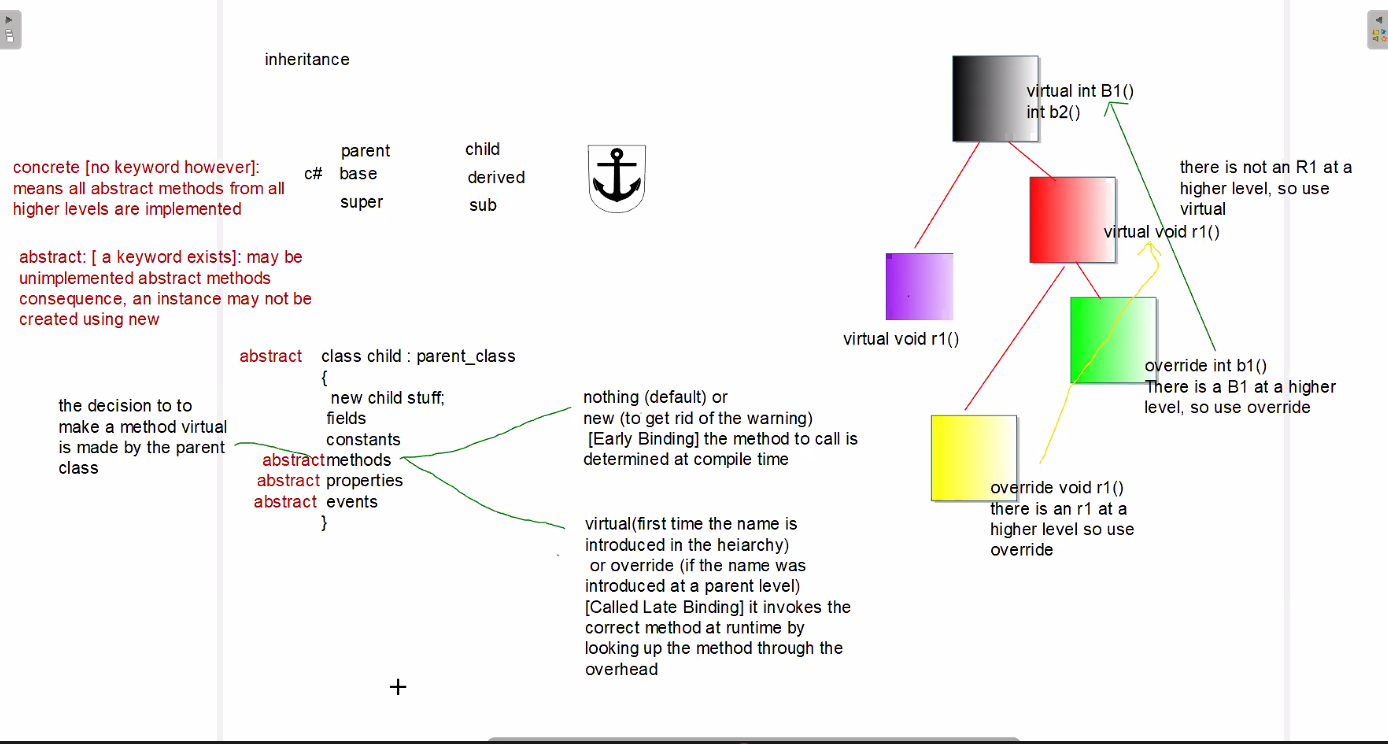 inheritance
concrete [no keyword however]:
means all abstract methods from all
higher levels are implemented
c#
parent
base
super
child
derived
sub
abstract: [ a keyword exists]: may be
unimplemented abstract methods
consequence, an instance may not be
created using new
abstract class child : parent_class
{
new child stuff;
fields
constants
abstract methods
abstract properties
abstract events
}
the decision to to
make a method virtual
is made by the parent
class
nothing (default) or
new (to get rid of the warning)
[Early Binding] the method to call is
determined at compile time
virtual(first time the name is
introduced in the heiarchy)
or override (if the name was
introduced at a parent level)
[Called Late Binding] it invokes the
correct method at runtime by
looking up the method through the
overhead
virtual int B1()
int b2()
there is not an R1 at a
higher level, so use
virtual
virtual void r1()
virtual void r1()
override int b1()
There is a B1 at a higher
level, so use override
override void r1()
there is an r1 at a
higher level so use
override